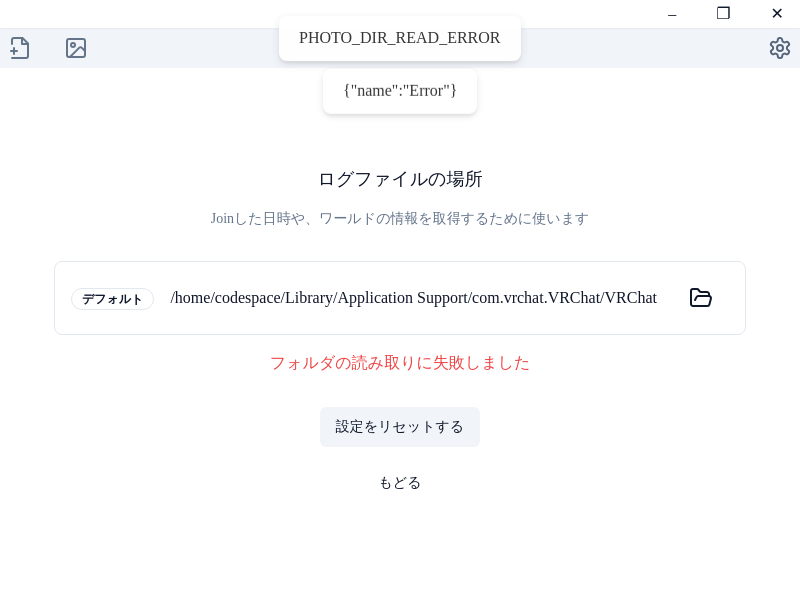 PHOTO_DIR_READ_ERROR
{"name":"Error"}
ログファイルの場所
Joinした日時や、ワールドの情報を取得するために使います
デフォルト /home/codespace/Library/Application Support/com.vrchat.VRChat/VRChat
フォルダの読み取りに失敗しました
設定をリセットする
もどる